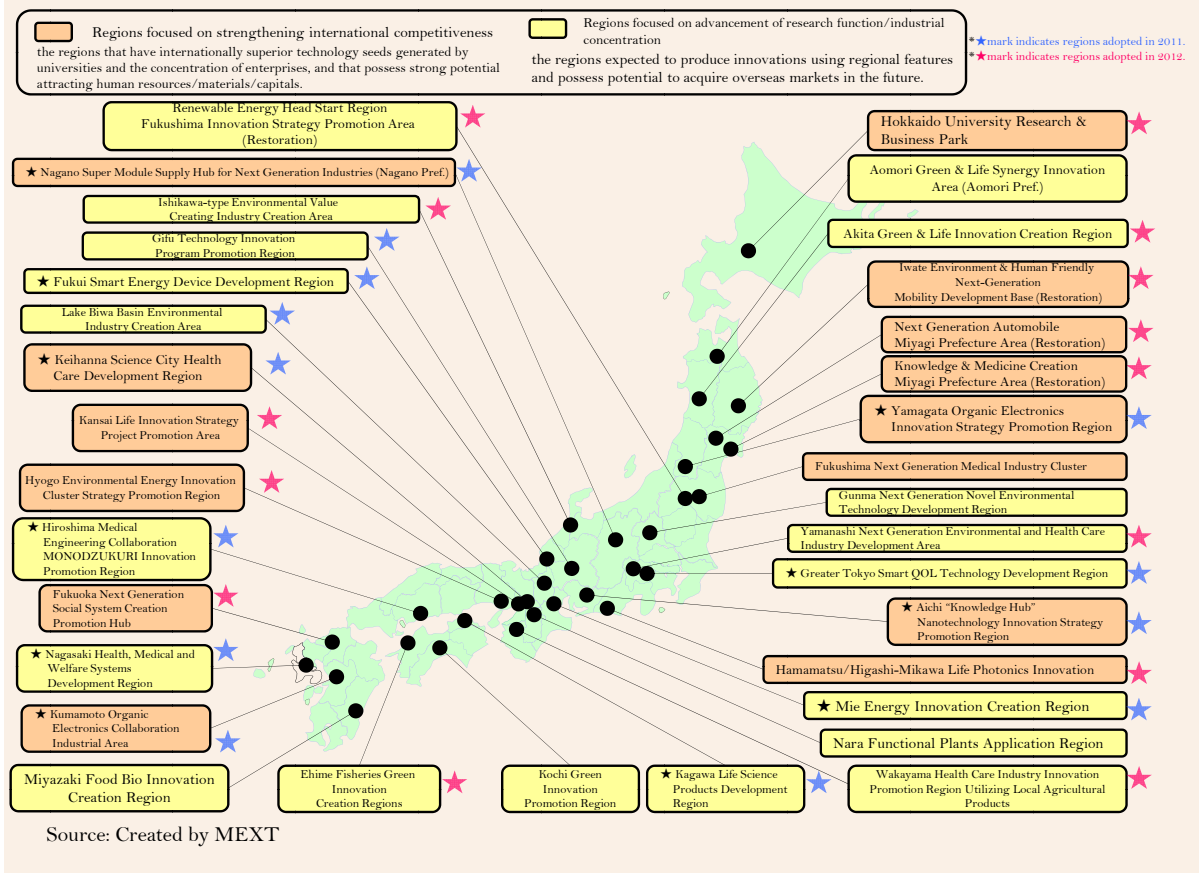 Regions focused on strengthening international competitiveness
the regions that have internationally superior technology seeds generated by
universities and the concentration of enterprises, and that possess strong potential
attracting human resources/materials/capitals.
Regions focused on advancement of research function/industrial
concentration
the regions expected to produce innovations using regional features
and possess potential to acquire overseas markets in the future.
*★mark indicates regions adopted in 2011.
*★mark indicates regions adopted in 2012.
Renewable Energy Head Start Region
Fukushima Innovation Strategy Promotion Area
(Restoration)
★ Nagano Super Module Supply Hub for Next Generation Industries (Nagano Pref.)
Ishikawa-type Environmental Value
Creating Industry Creation Area
Gifu Technology Innovation
Program Promotion Region
★ Fukui Smart Energy Device Development Region
Lake Biwa Basin Environmental
Industry Creation Area
★ Keihanna Science City Health
Care Development Region
Kansai Life Innovation Strategy
Project Promotion Area
Hyogo Environmental Energy Innovation
Cluster Strategy Promotion Region
★ Hiroshima Medical
Engineering Collaboration
MONODZUKURI Innovation
Promotion Region
Fukuoka Next Generation
Social System Creation
Promotion Hub
★ Nagasaki Health, Medical and
Welfare Systems
Development Region
★ Kumamoto Organic
Electronics Collaboration
Industrial Area
Miyazaki Food Bio Innovation
Creation Region
Ehime Fisheries Green
Innovation
Creation Regions
Kochi Green
Innovation
Promotion Region
★ Kagawa Life Science
Products Development
Region
Hokkaido University Research &
Business Park
Aomori Green & Life Synergy Innovation
Area (Aomori Pref.)
Akita Green & Life Innovation Creation Region
Iwate Environment & Human Friendly
Next-Generation
Mobility Development Base (Restoration)
Next Generation Automobile
Miyagi Prefecture Area (Restoration)
Knowledge & Medicine Creation
Miyagi Prefecture Area (Restoration)
★ Yamagata Organic Electronics
Innovation Strategy Promotion Region
Fukushima Next Generation Medical Industry Cluster
Gunma Next Generation Novel Environmental
Technology Development Region
Yamanashi Next Generation Environmental and Health Care
Industry Development Area
★ Greater Tokyo Smart QOL Technology Development Region
★ Aichi “Knowledge Hub”
Nanotechnology Innovation Strategy
Promotion Region
Hamamatsu/Higashi-Mikawa Life Photonics Innovation
★ Mie Energy Innovation Creation Region
Nara Functional Plants Application Region
Wakayama Health Care Industry Innovation
Promotion Region Utilizing Local Agricultural
Products
Source: Created by MEXT